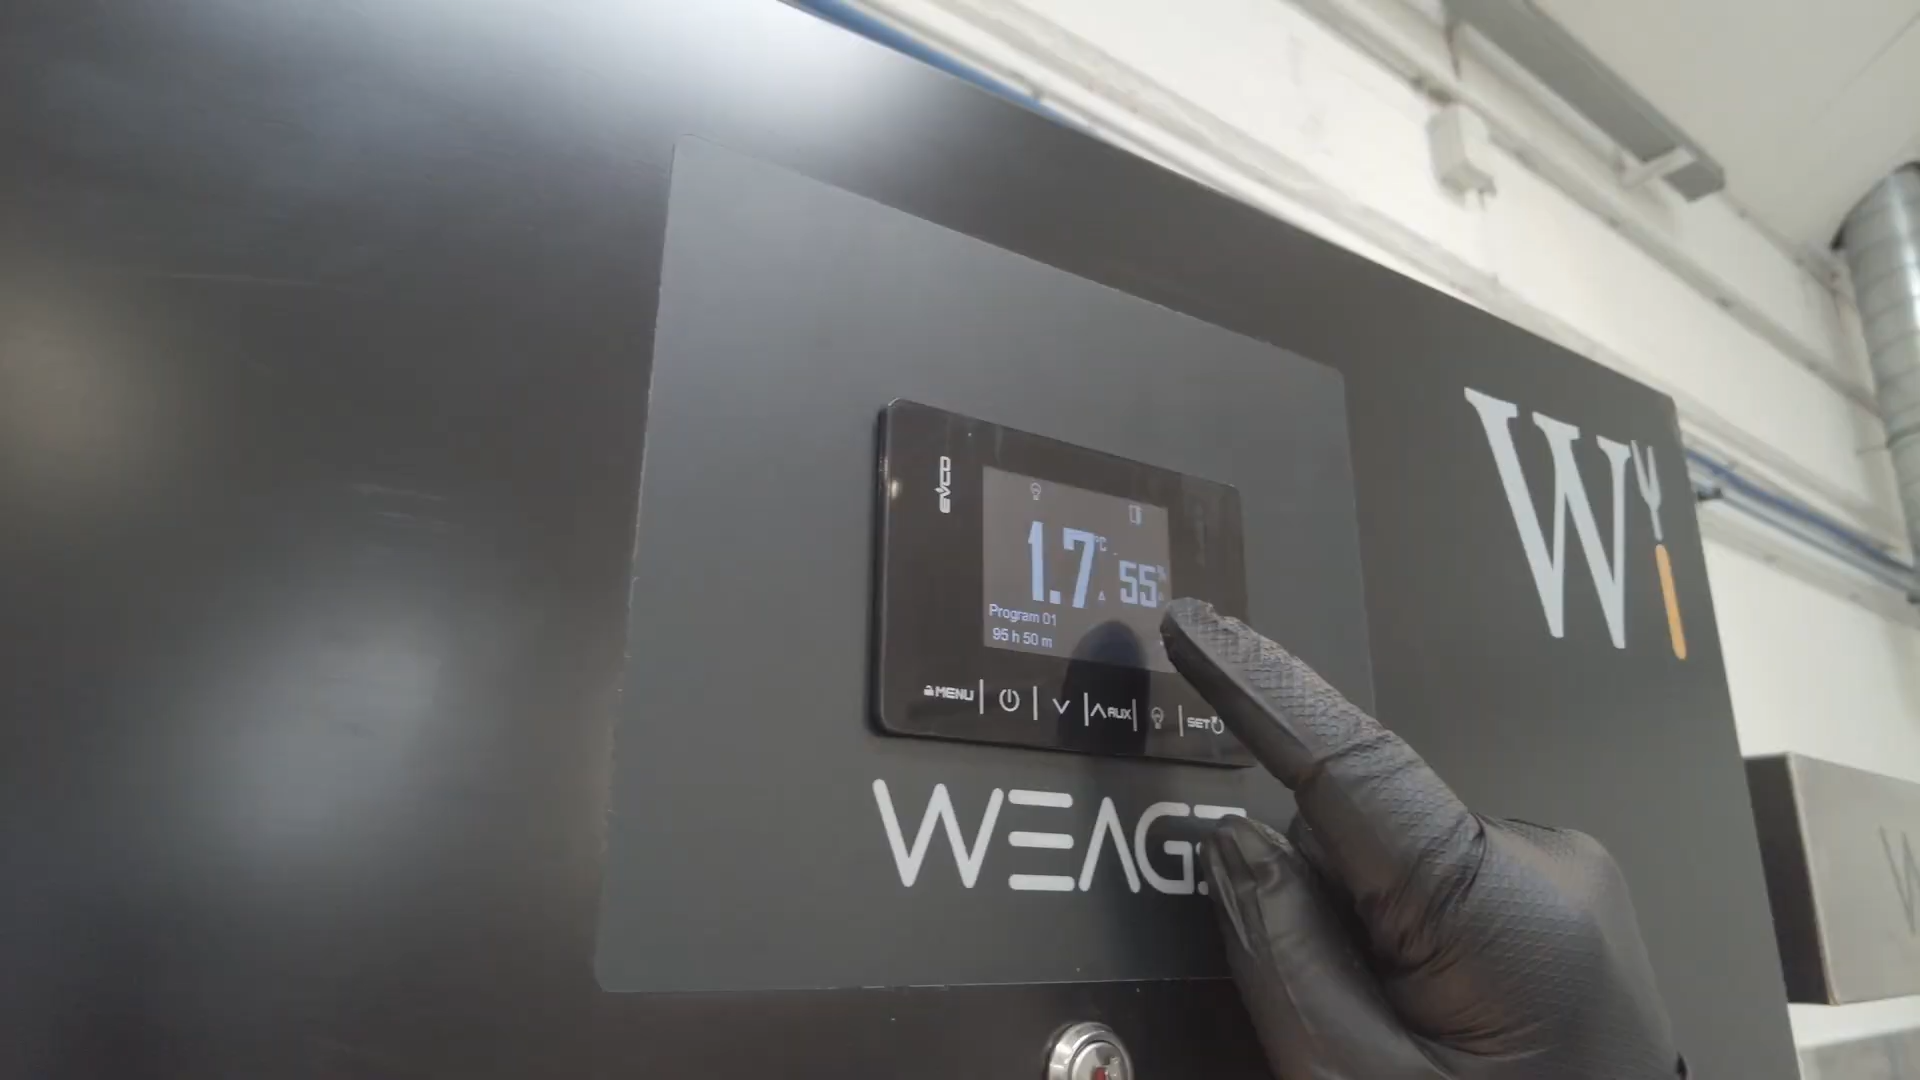 EVCO
1.7 °C 55
Program 01
95 h 50 m
MENU AUX SET
WEAG
W